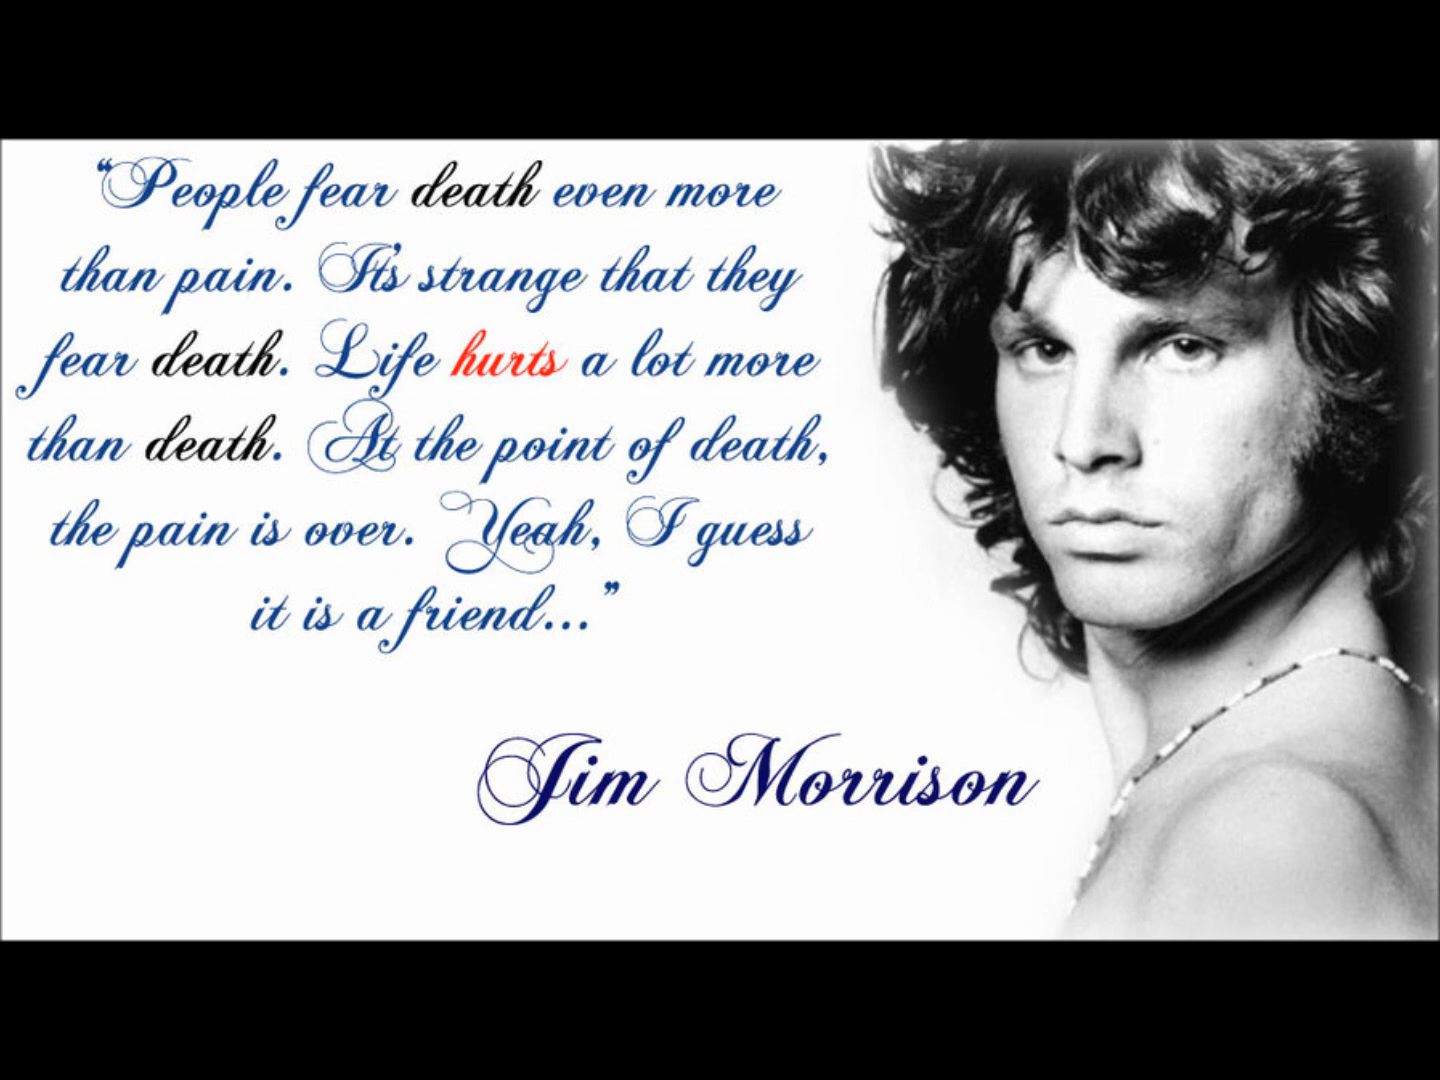 “People fear death even more
than pain. It's strange that they
fear death. Life hurts a lot more
than death. At the point of death,
the pain is over. Yeah, I guess
it is a friend...”
Jim Morrison